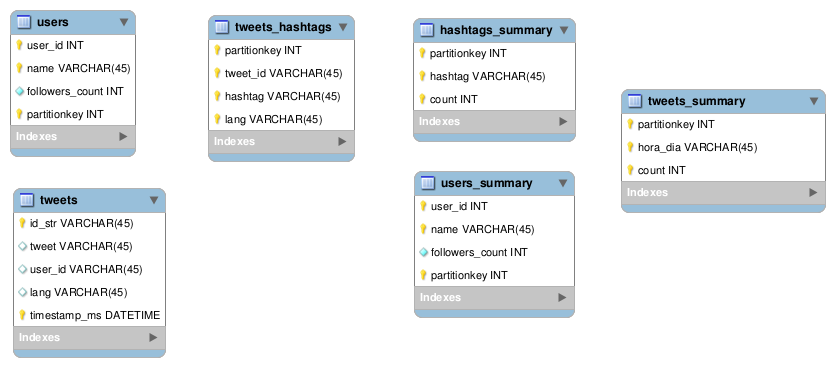 users
user_id INT
name VARCHAR(45)
followers_count INT
partitionkey INT
Indexes
tweets_hashtags
partitionkey INT
tweet_id VARCHAR(45)
hashtag VARCHAR(45)
lang VARCHAR(45)
Indexes
hashtags_summary
partitionkey INT
hashtag VARCHAR(45)
count INT
Indexes
tweets_summary
partitionkey INT
hora_dia VARCHAR(45)
count INT
Indexes
tweets
id_str VARCHAR(45)
tweet VARCHAR(45)
user_id VARCHAR(45)
lang VARCHAR(45)
timestamp_ms DATETIME
Indexes
users_summary
user_id INT
name VARCHAR(45)
followers_count INT
partitionkey INT
Indexes